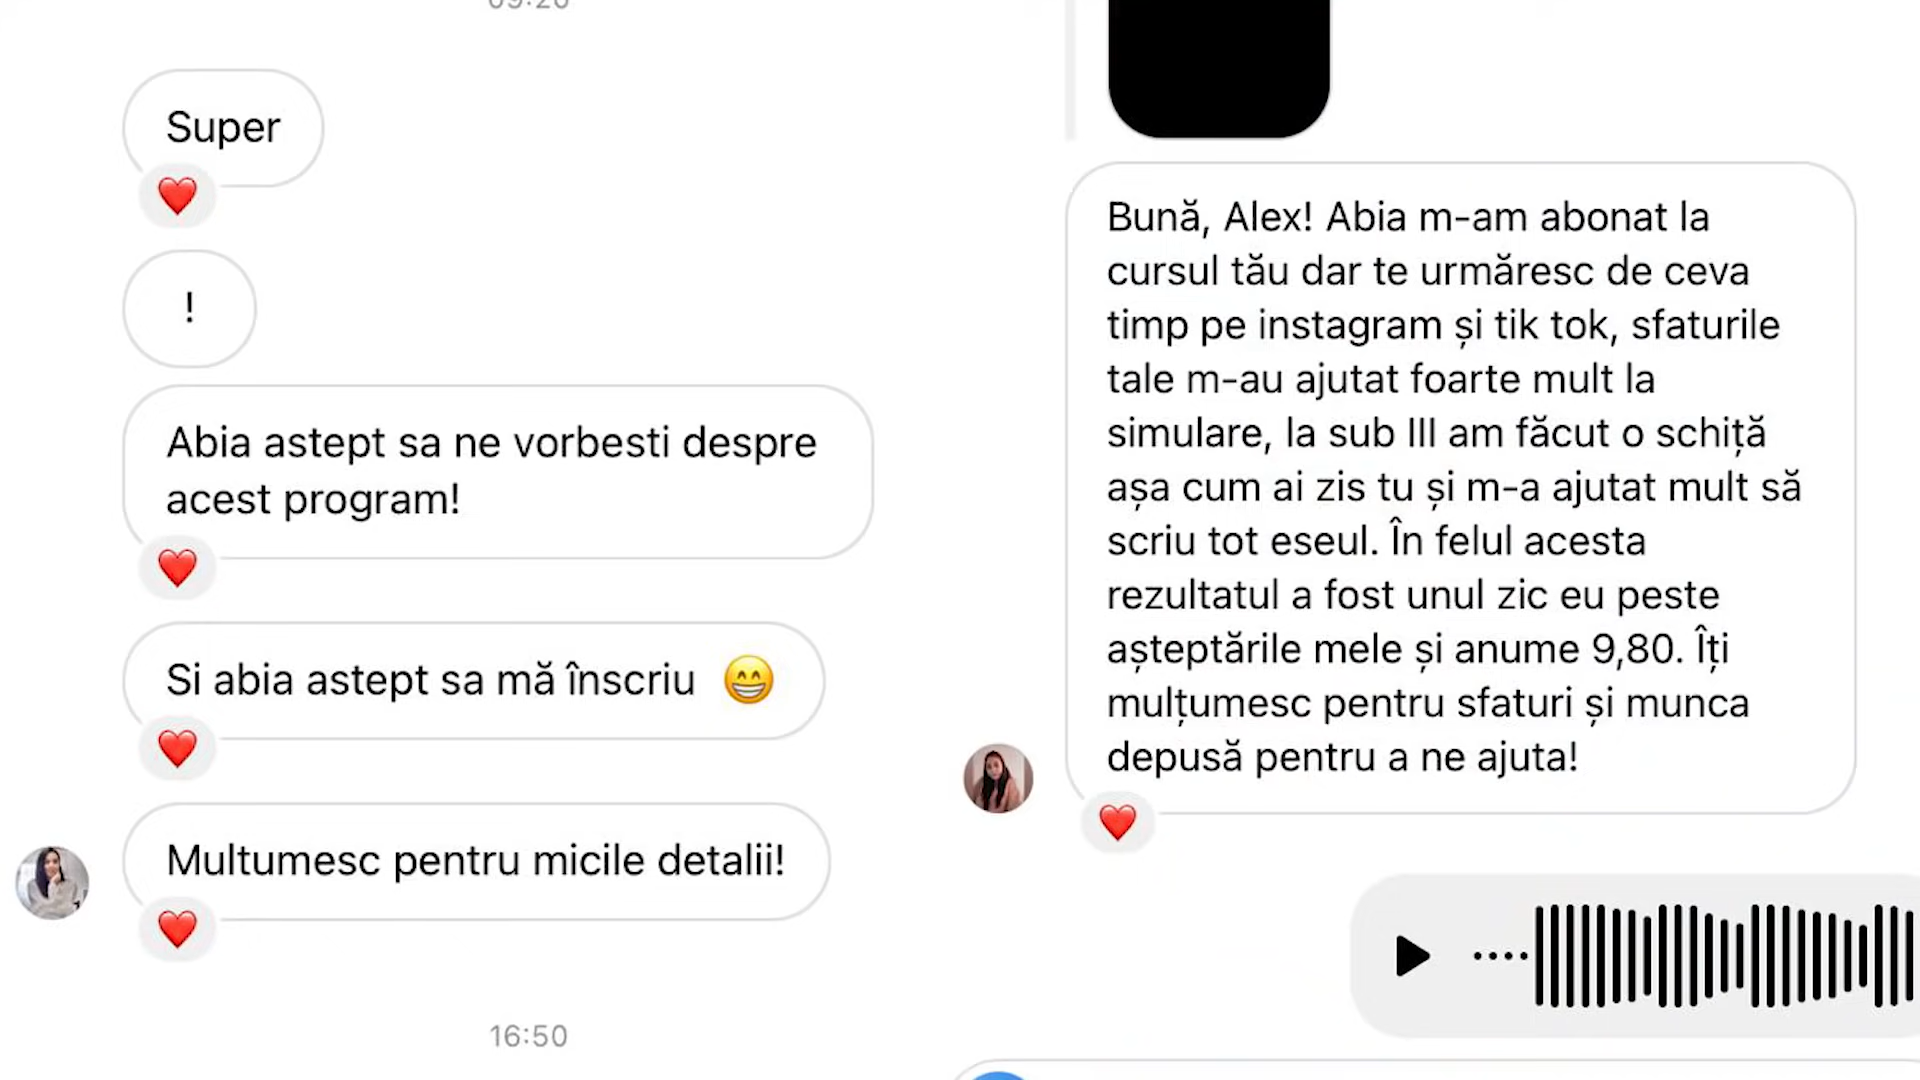 Super
!
Abia astept sa ne vorbesti despre
acest program!
Si abia astept sa mă înscriu 😁
Multumesc pentru micile detalii!
16:50
Bună, Alex! Abia m-am abonat la
cursul tău dar te urmăresc de ceva
timp pe instagram și tik tok, sfaturile
tale m-au ajutat foarte mult la
simulare, la sub III am făcut o schiță
așa cum ai zis tu și m-a ajutat mult să
scriu tot eseul. În felul acesta
rezultatul a fost unul zic eu peste
așteptările mele și anume 9,80. Îți
mulțumesc pentru sfaturi și munca
depusă pentru a ne ajuta!